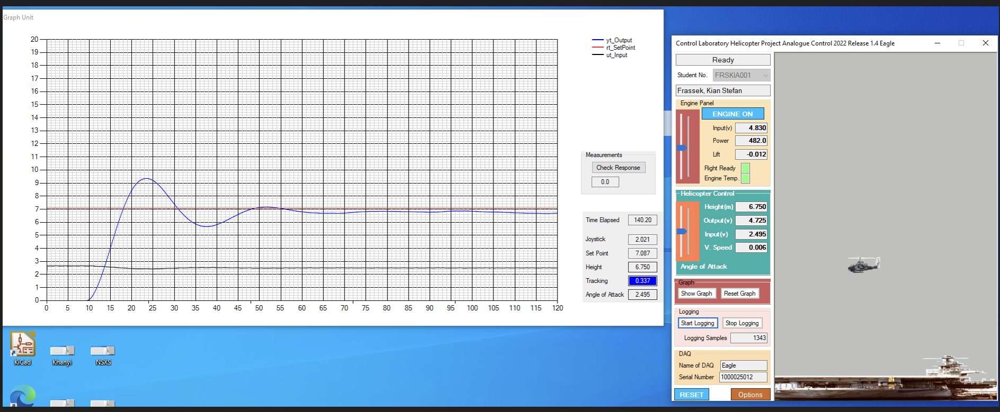 Graph Unit
20
19
18
17
16
15
14
13
12
11
10
9
8
7
6
5
4
3
2
1
0
0 5 10 15 20 25 30 35 40 45 50 55 60 65 70 75 80 85 90 95 100 105 110 115 120
yt_Output
rt_SetPoint
ut_Input
Measurements
Check Response
0.0
Time Elapsed 140.20
Joystick 2.021
Set Point 7.087
Height 6.750
Tracking 0.337
Angle of Attack 2.495
KiCad
Khanyi
NSXS
Control Laboratory Helicopter Project Analogue Control 2022 Release 1.4 Eagle
Ready
Student No. FRSKIA001
Frassek, Kian Stefan
Engine Panel
ENGINE ON
Input(v) 4.830
Power 482.0
Lift -0.012
Flight Ready
Engine Temp.
Helicopter Control
Height(m) 6.750
Output(v) 4.725
Input(v) 2.495
V. Speed 0.006
Angle of Attack
Graph
Show Graph Reset Graph
Logging
Start Logging Stop Logging
Logging Samples 1343
DAQ
Name of DAQ Eagle
Serial Number 1000025012
RESET Options